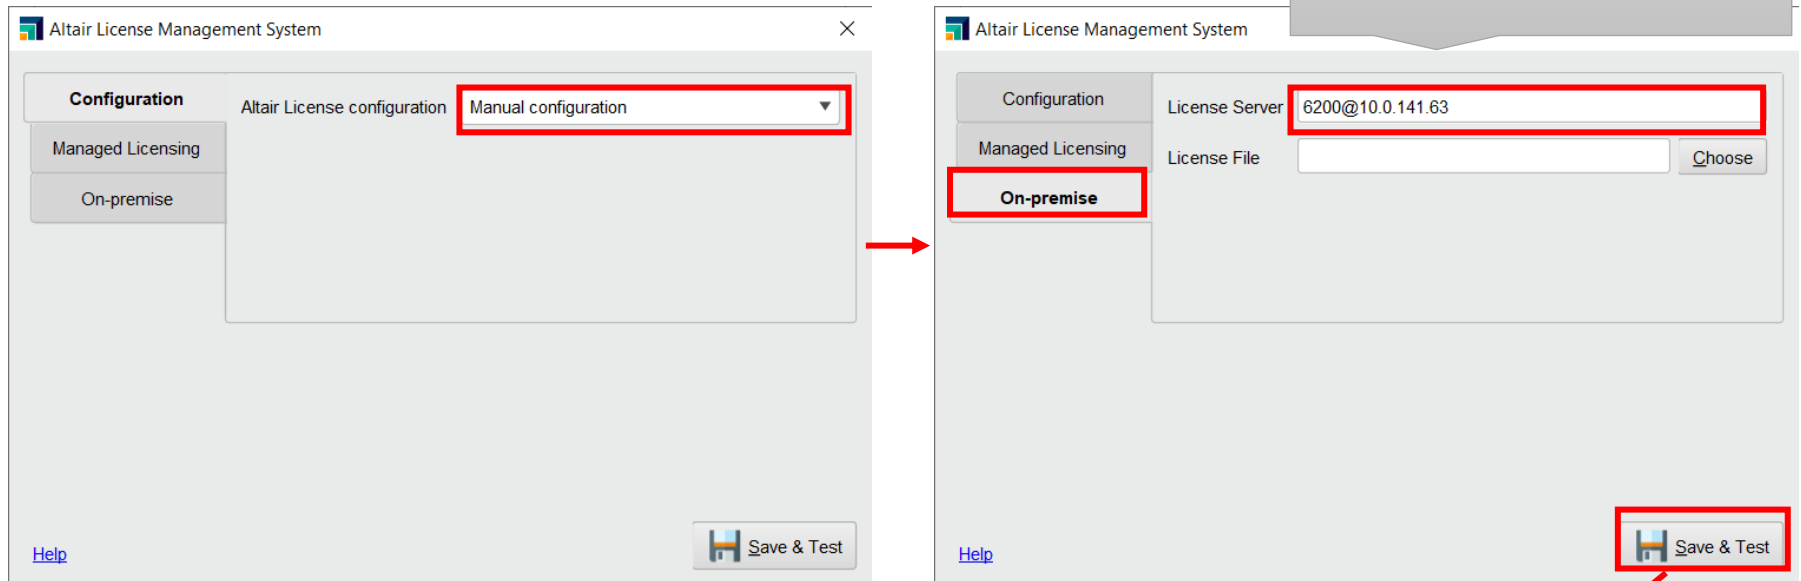 Altair License Management System
Configuration
Altair License configuration
Manual configuration
Managed Licensing
On-premise
Help
Save & Test
Altair License Management System
Configuration
License Server
6200@10.0.141.63
Managed Licensing
License File
Choose
On-premise
Help
Save & Test